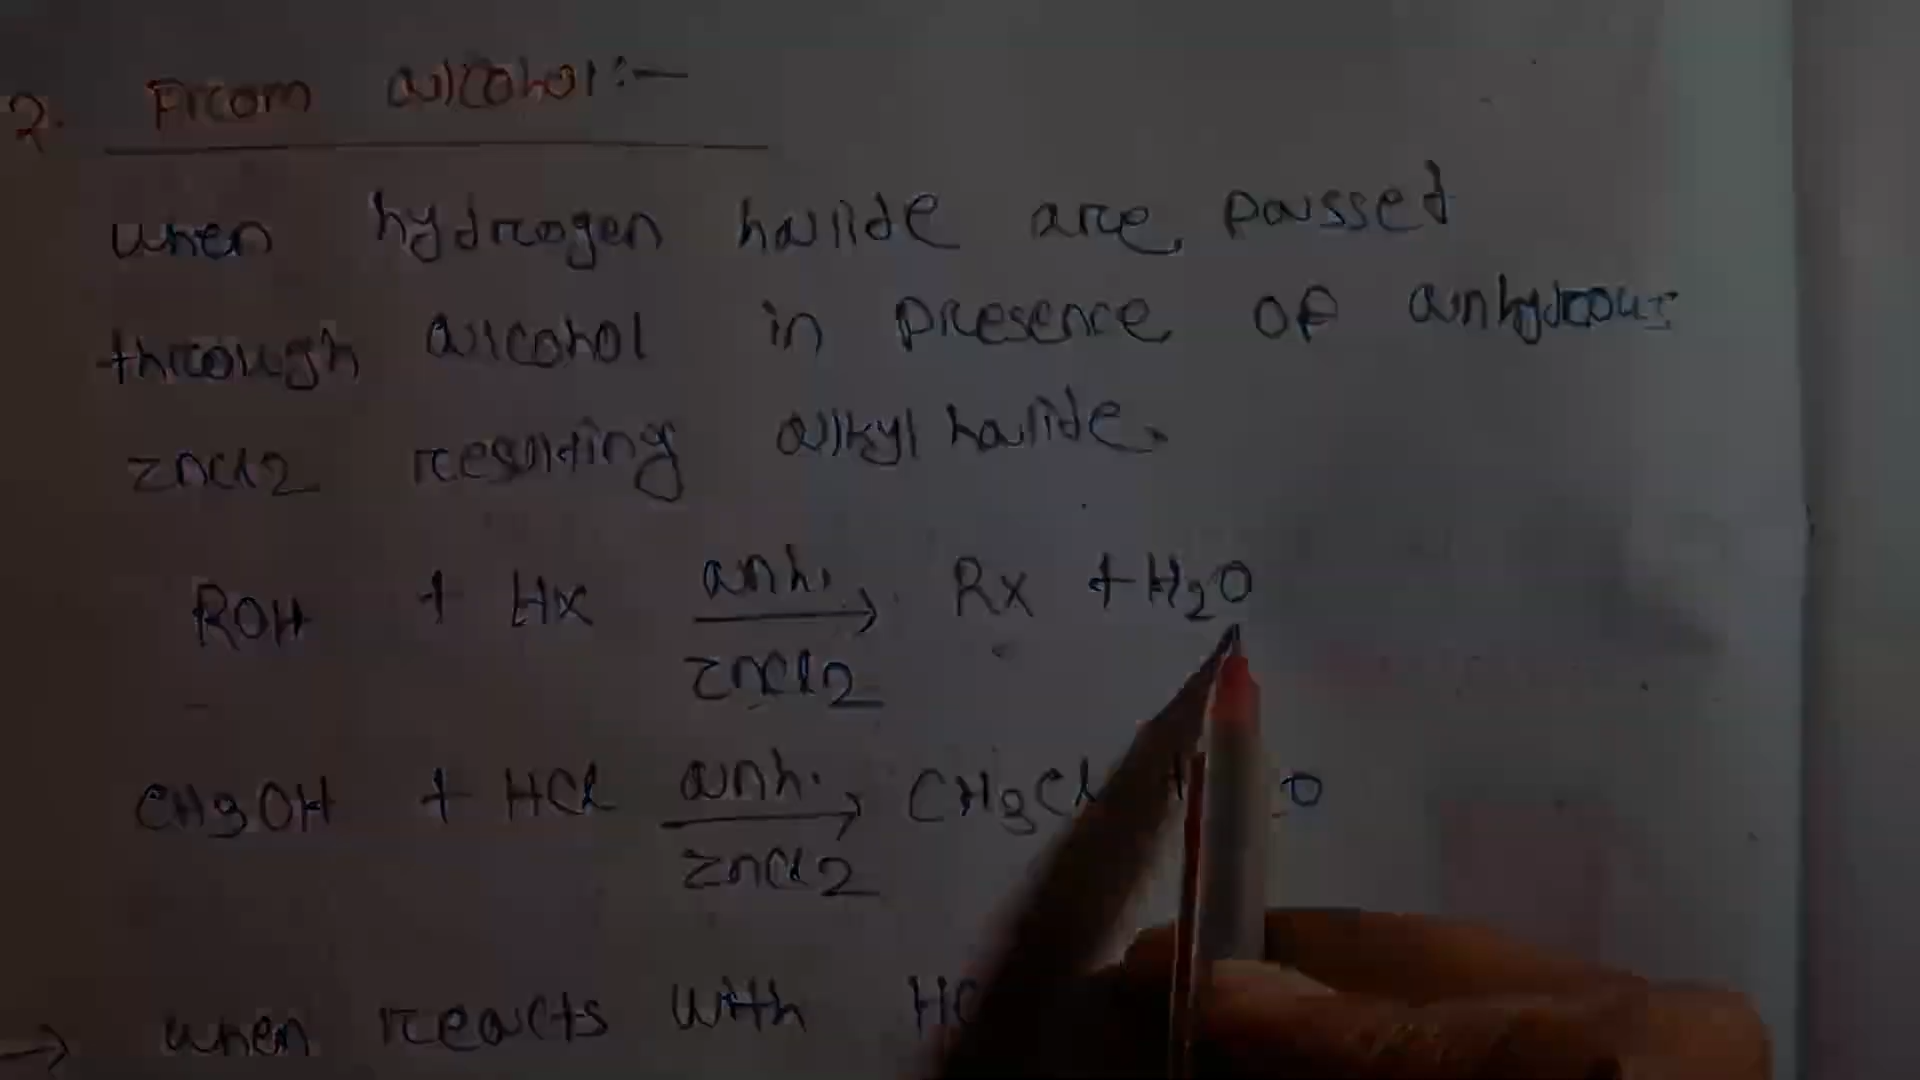 2. From alcohol:-
when hydrogen halide are passed
through alcohol in presence of anhydrous
ZnCl2 resulting alkyl halide.
ROH + HX anh. → RX + H2O
ZnCl2
CH3OH + HCl anh. → CH3Cl + O
ZnCl2
→ when reacts with HC